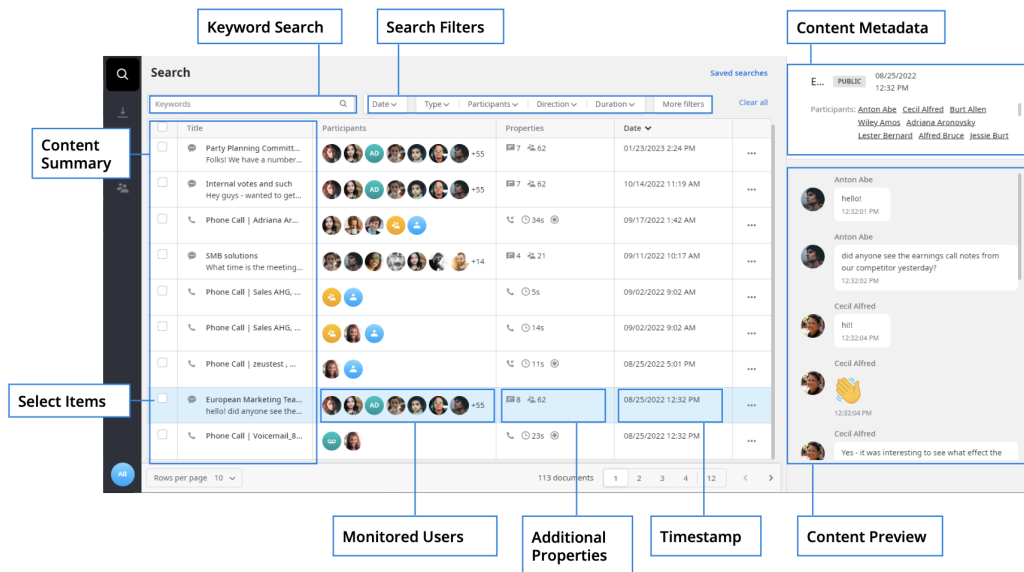 Keyword Search
Search Filters
Content Metadata
Search
Saved searches
E... PUBLIC 08/25/2022
12:32 PM
Keywords
Date Type Participants Direction Duration More filters
Clear all
Participants: Anton Abe Cecil Alfred Burt Allen
Wiley Amos Adriana Aronovsky
Lester Bernard Alfred Bruce Jessie Burt
Content
Summary
Title Participants Properties Date
Party Planning Committ... AD +55 7 62 01/23/2023 2:24 PM ...
Folks! We have a number...
Internal votes and such AD +55 7 62 10/14/2022 11:19 AM ...
Hey guys - wanted to get...
Phone Call | Adriana Ar... 34s 09/17/2022 1:42 AM ...
SMB solutions +14 4 21 09/11/2022 10:17 AM ...
What time is the meeting...
Phone Call | Sales AHG, ... 5s 09/02/2022 9:02 AM ...
Phone Call | Sales AHG, ... 14s 09/02/2022 9:02 AM ...
Phone Call | zeustest , ... 11s 08/25/2022 5:01 PM ...
Select Items
European Marketing Tea... AD +55 8 62 08/25/2022 12:32 PM ...
hello! did anyone see the...
Phone Call | Voicemail_8... 23s 08/25/2022 12:32 PM ...
AB
Rows per page 10
113 documents 1 2 3 4 12
Anton Abe
hello!
12:32:01 PM
Anton Abe
did anyone see the earnings call notes from
our competitor yesterday?
12:32:02 PM
Cecil Alfred
hi!!
12:32:04 PM
Cecil Alfred
12:32:04 PM
Cecil Alfred
Yes - it was interesting to see what effect the
Monitored Users
Additional
Properties
Timestamp
Content Preview